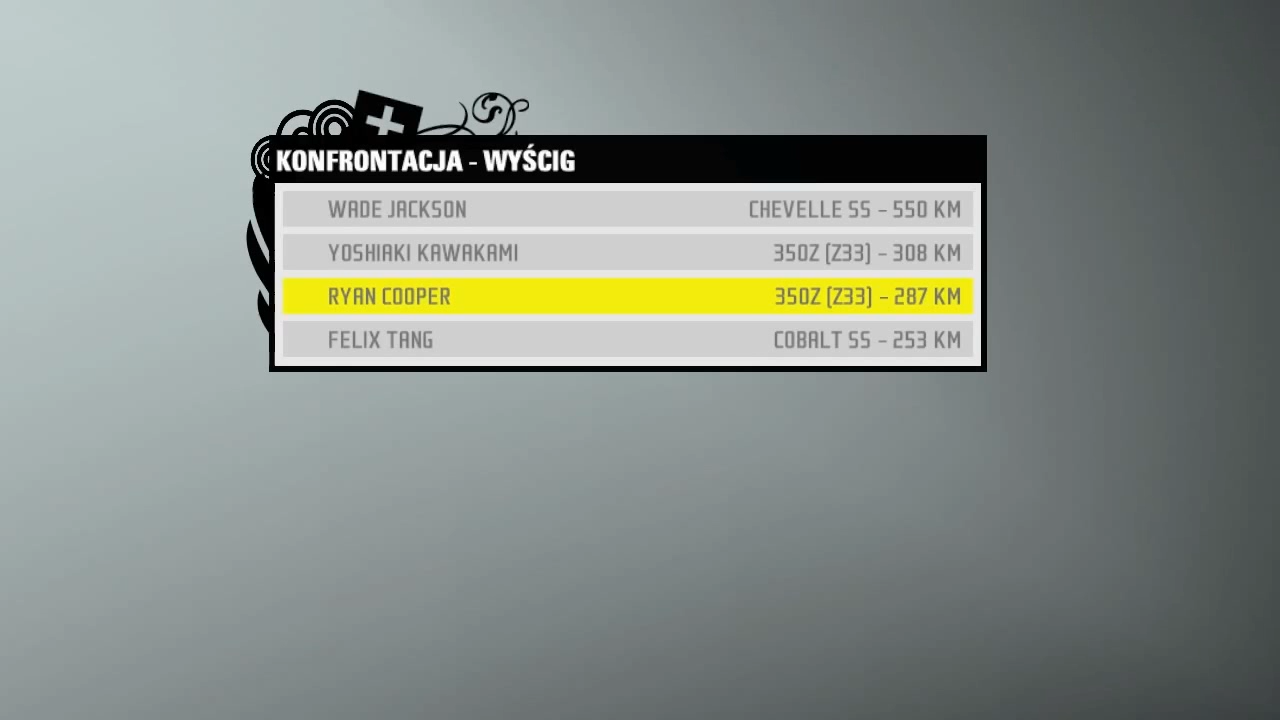 KONFRONTACJA - WYŚCIG
WADE JACKSON CHEVELLE SS - 550 KM
YOSHIAKI KAWAKAMI 350Z (Z33) - 308 KM
RYAN COOPER 350Z (Z33) - 287 KM
FELIX TANG COBALT SS - 253 KM